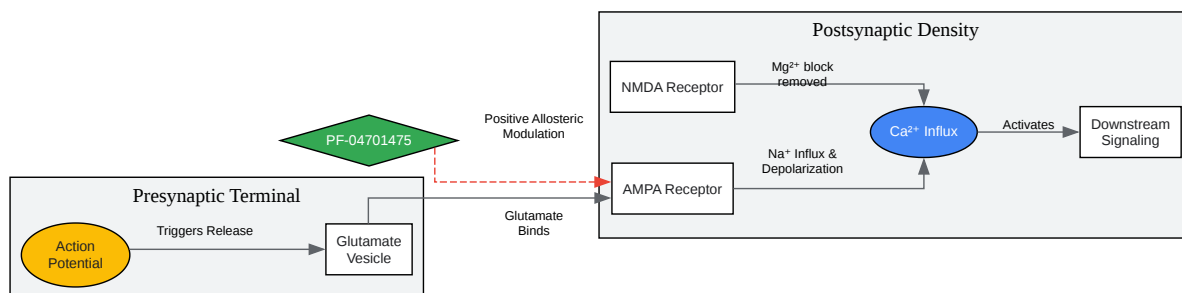 Postsynaptic Density
Mg²⁺ block
removed
NMDA Receptor
Positive Allosteric
Modulation
PF-04701475
Ca²⁺ Influx
Activates
Downstream
Signaling
Na⁺ Influx &
Depolarization
AMPA Receptor
Presynaptic Terminal
Glutamate
Binds
Triggers Release
Action
Potential
Glutamate
Vesicle